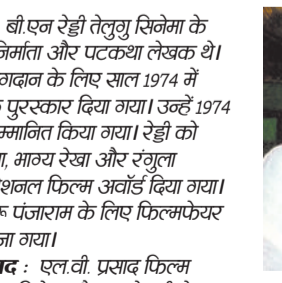 बी.एन रेड्डी तेलुगु सिनेमा के
निर्माता और पटकथा लेखक थे।
गदान के लिए साल 1974 में
पुरस्कार दिया गया। उन्हें 1974
म्मानित किया गया। रेड्डी को
भाग्य रेखा और रंगुला
शनल फिल्म अवॉर्ड दिया गया।
पंजाराम के लिए फिल्मफेयर
ना गया।
एल.वी. प्रसाद फिल्म